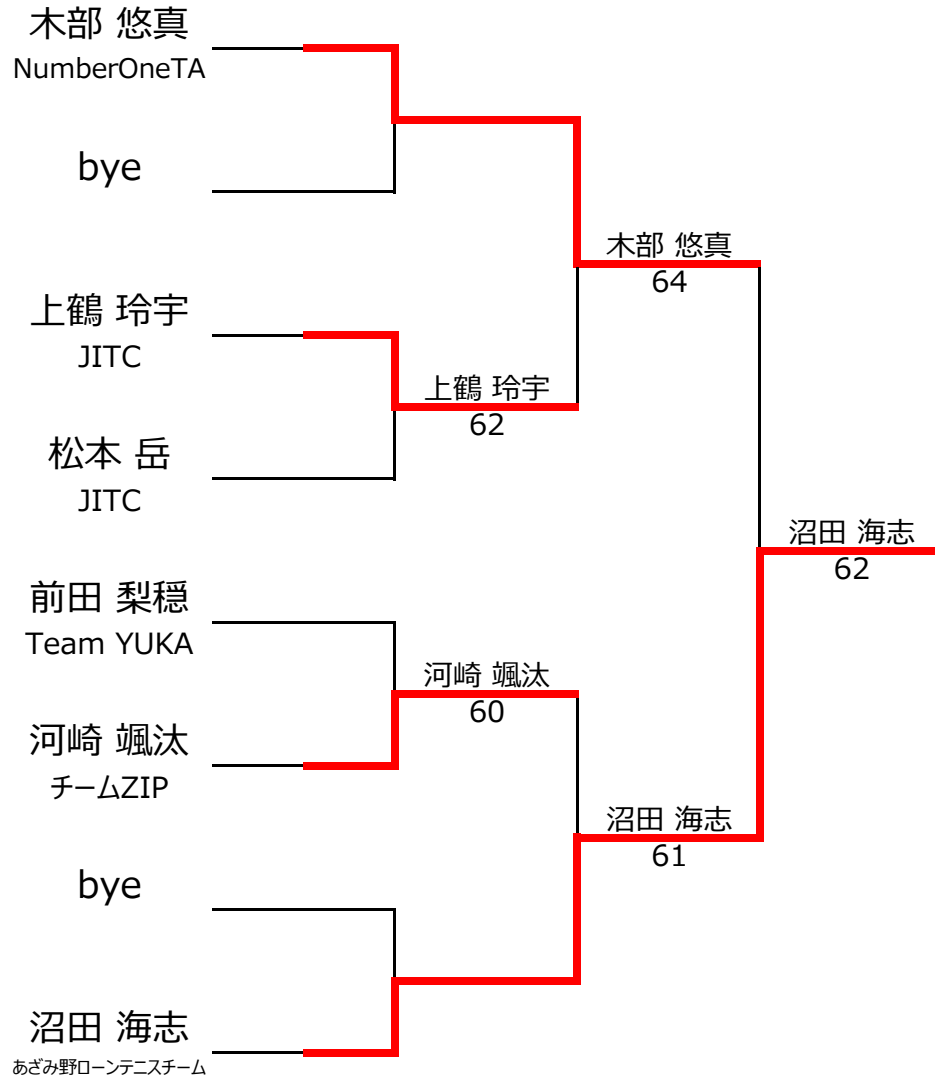 木部 悠真
NumberOneTA
bye
木部 悠真
64
上鶴 玲宇
JITC
上鶴 玲宇
62
松本 岳
JITC
沼田 海志
62
前田 梨穏
Team YUKA
河崎 颯汰
60
河崎 颯汰
チームZIP
沼田 海志
61
bye
沼田 海志
あざみ野ローンテニスチーム